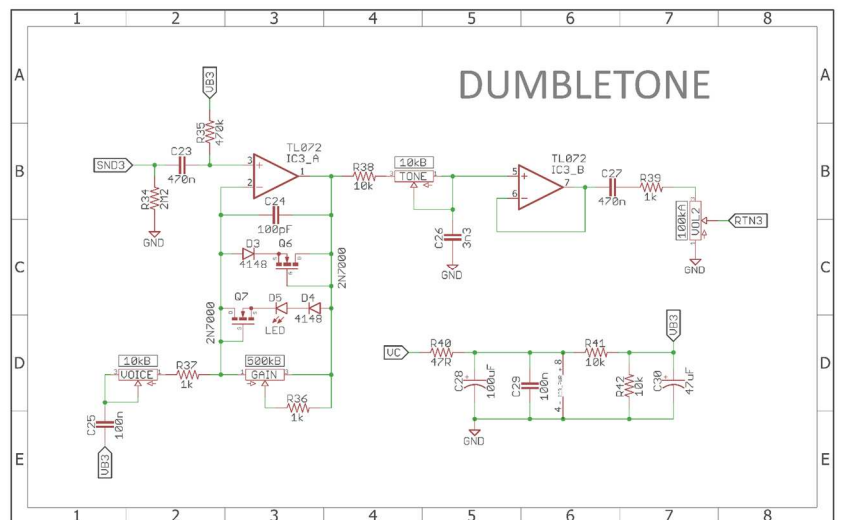 1 2 3 4 5 6 7 8
A A
DUMBLETONE
VB3
R35
470k
B B
SND3
C23
470n
R34
2M2
GND
3
2
1
TL072
IC3_A
R38
10k
10kB
TONE
5
6
7
TL072
IC3_B
C27
470n
R39
1k
100kA
VOL2
RTN3
GND
C24
100pF
C26
3n3
GND
C C
D3
4148
Q6
2N7000
Q7
2N7000
D5
LED
D4
4148
D D
10kB
VOICE
R37
1k
500kB
GAIN
R36
1k
C25
100n
VB3
VC
R40
47R
C28
100uF
GND
C29
100n
8
4
R41
10k
R42
10k
VB3
C30
47uF
E E
1 2 3 4 5 6 7 8